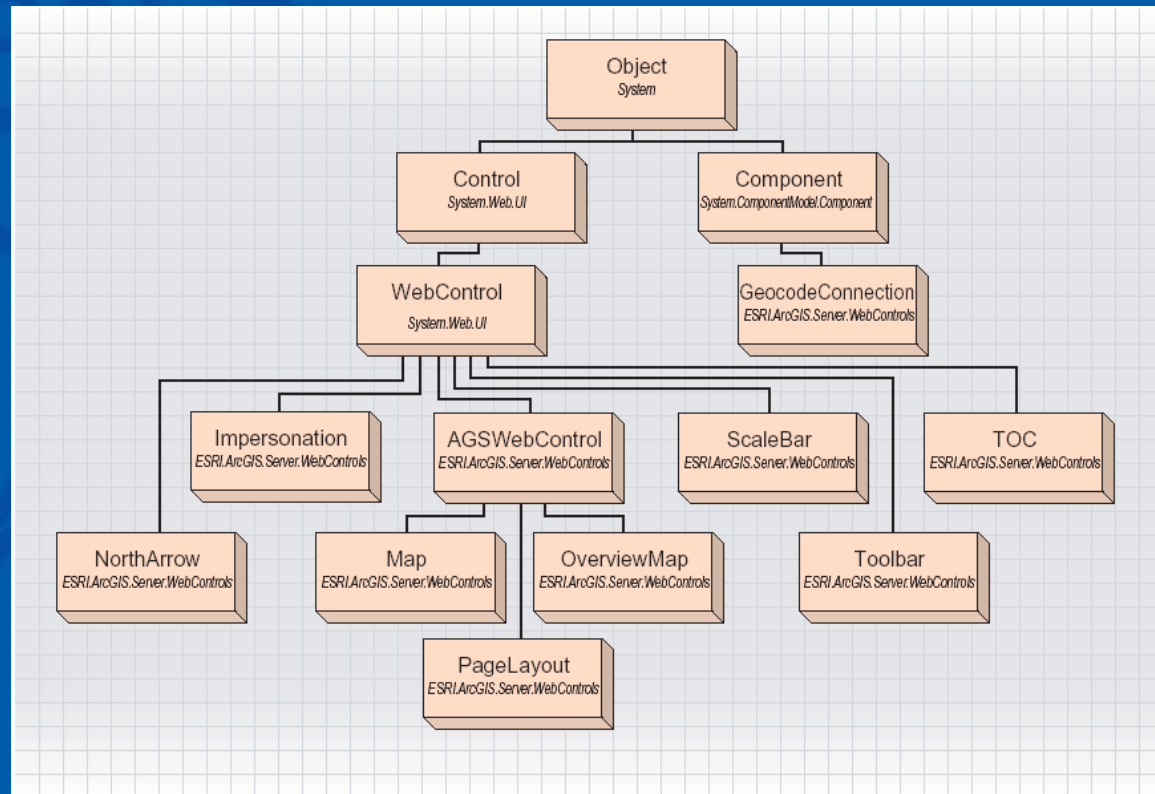 Object
System
Control
System.Web.UI
Component
System.ComponentModel.Component
WebControl
System.Web.UI
GeocodeConnection
ESRI.ArcGIS.Server.WebControls
Impersonation
ESRI.ArcGIS.Server.WebControls
AGSWebControl
ESRI.ArcGIS.Server.WebControls
ScaleBar
ESRI.ArcGIS.Server.WebControls
TOC
ESRI.ArcGIS.Server.WebControls
NorthArrow
ESRI.ArcGIS.Server.WebControls
Map
ESRI.ArcGIS.Server.WebControls
OverviewMap
ESRI.ArcGIS.Server.WebControls
Toolbar
ESRI.ArcGIS.Server.WebControls
PageLayout
ESRI.ArcGIS.Server.WebControls